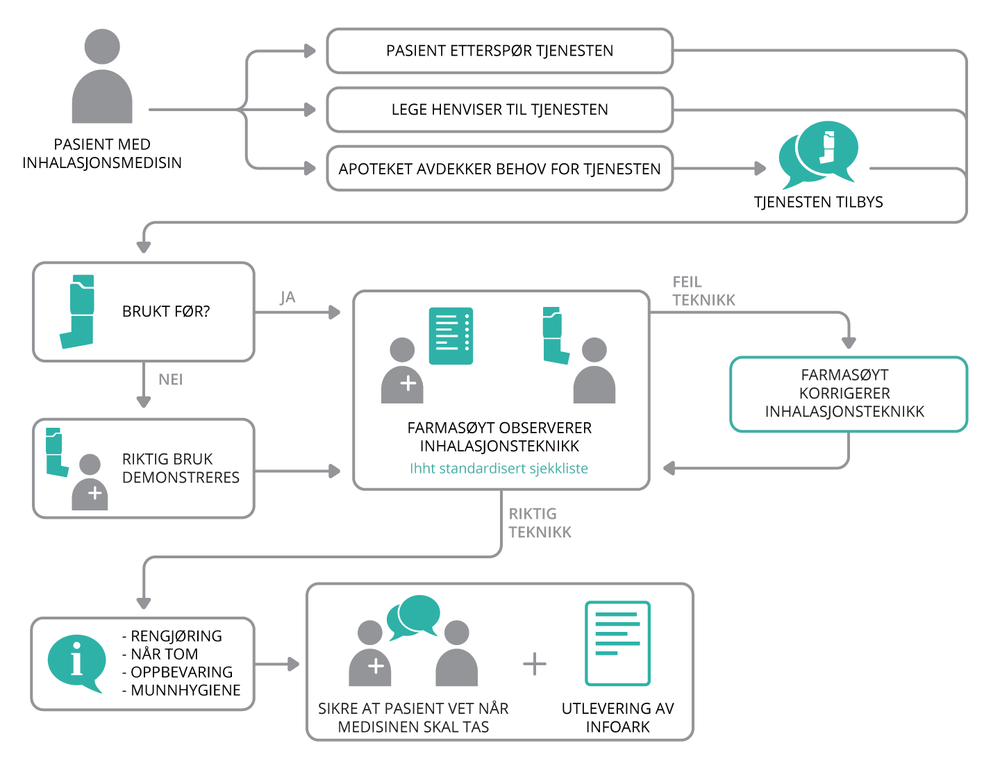 PASIENT MED
INHALASJONSMEDISIN
PASIENT ETTERSPØR TJENESTEN
LEGE HENVISER TIL TJENESTEN
APOTEKET AVDEKKER BEHOV FOR TJENESTEN
TJENESTEN TILBYS
BRUKT FØR?
JA
NEI
RIKTIG BRUK
DEMONSTRERES
FARMASØYT OBSERVERER
INHALASJONSTEKNIKK
Ihht standardisert sjekkliste
FEIL
TEKNIKK
FARMASØYT
KORRIGERER
INHALASJONSTEKNIKK
RIKTIG
TEKNIKK
i
- RENGJØRING
- NÅR TOM
- OPPBEVARING
- MUNNHYGIENE
SIKRE AT PASIENT VET NÅR
MEDISINEN SKAL TAS
+
UTLEVERING AV
INFOARK